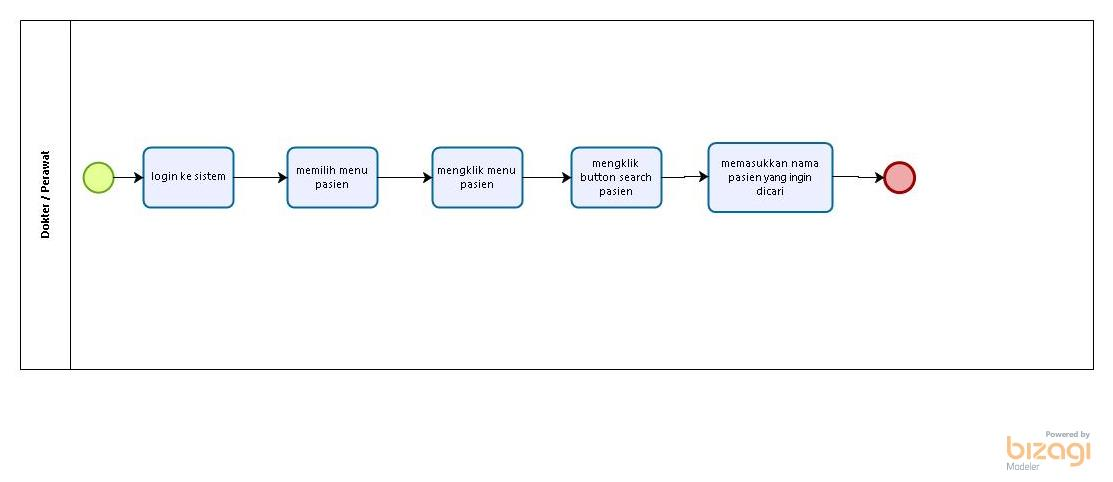 Dokter / Perawat
login ke sistem
memilih menu
pasien
mengklik menu
pasien
mengklik
button search
pasien
memasukkan nama
pasien yang ingin
dicari
Powered by
bizagi
Modeler